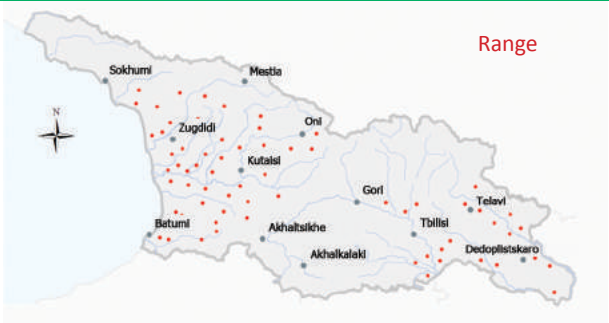 Range
Sokhumi
Mestia
N
Zugdidi
Oni
Kutaisi
Gori
Telavi
Batumi
Akhaltsikhe
Tbilisi
Dedoplistskaro
Akhalkalaki